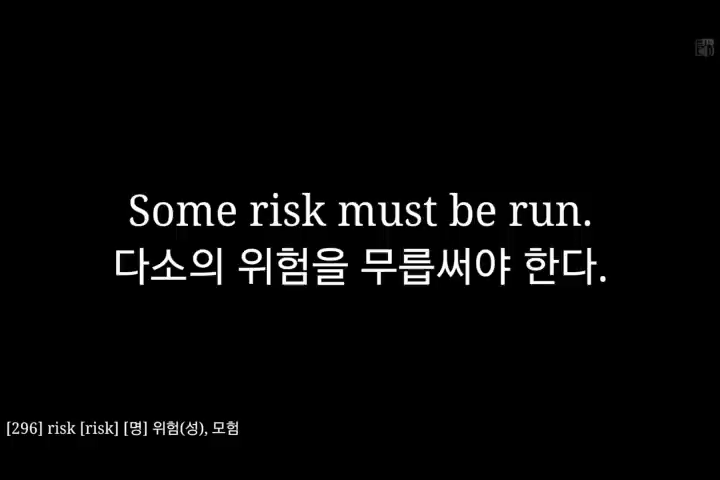 Some risk must be run.
다소의 위험을 무릅써야 한다.
[296] risk [risk] [명] 위험(성), 모험